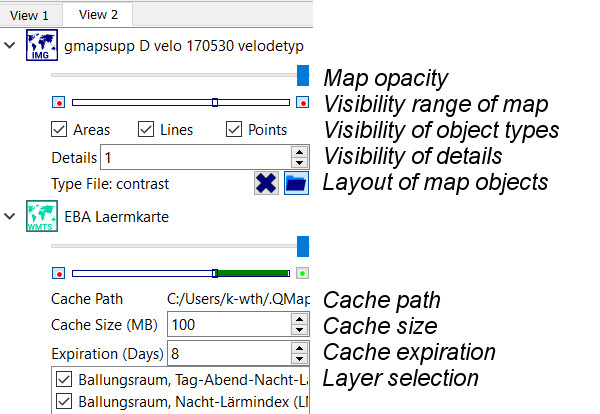 View 1 View 2
IMG gmapsupp D velo 170530 velodetyp
Map opacity
Visibility range of map
Areas Lines Points Visibility of object types
Details 1 Visibility of details
Type File: contrast Layout of map objects
WMTS EBA Laermkarte
Cache Path C:/Users/k-wth/.QMap Cache path
Cache Size (MB) 100 Cache size
Expiration (Days) 8 Cache expiration
Ballungsraum, Tag-Abend-Nacht-Lä Layer selection
Ballungsraum, Nacht-Lärmindex (LN